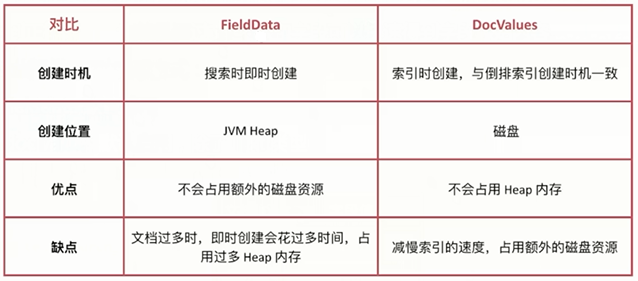 对比 FieldData DocValues
创建时机 搜索时即时创建 索引时创建，与倒排索引创建时机一致
创建位置 JVM Heap 磁盘
优点 不会占用额外的磁盘资源 不会占用 Heap 内存
缺点 文档过多时，即时创建会花过多时间，占 减慢索引的速度，占用额外的磁盘资源
用过多 Heap 内存